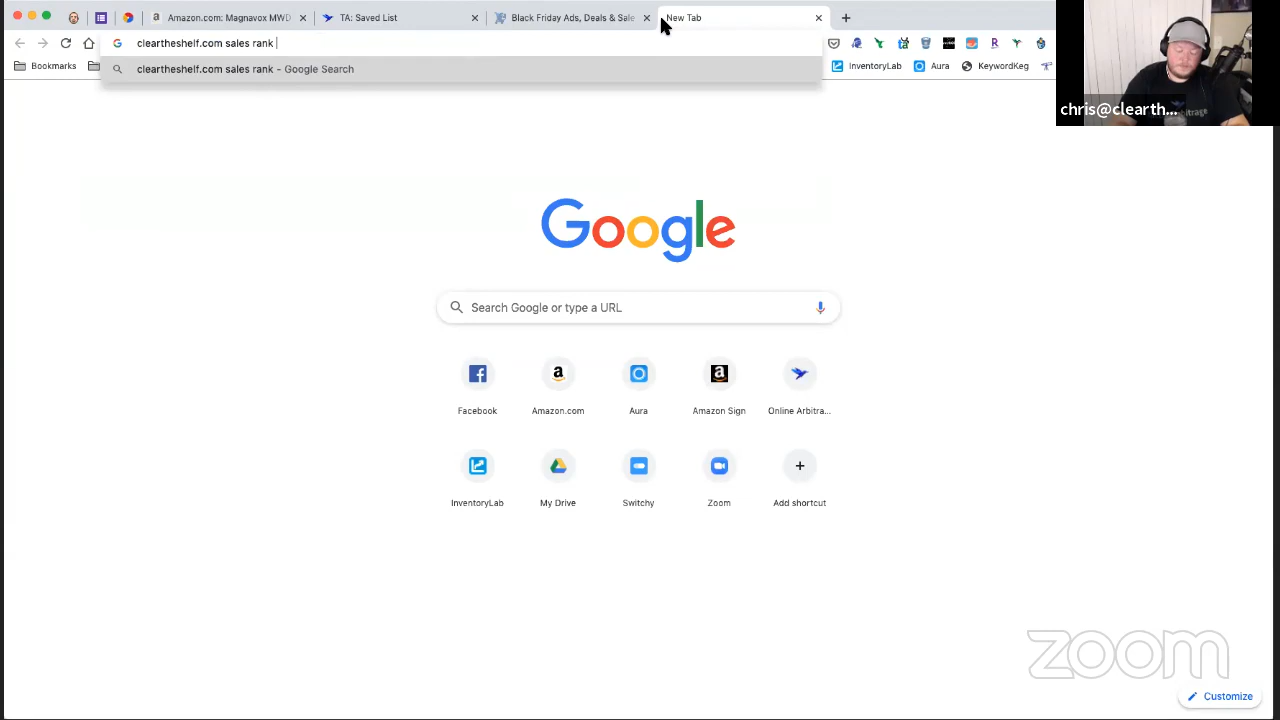 Amazon.com: Magnavox MWD
TA: Saved List
Black Friday Ads, Deals & Sale
New Tab
cleartheshelf.com sales rank
Bookmarks
cleartheshelf.com sales rank - Google Search
InventoryLab
Aura
KeywordKeg
chris@clearth...
Google
Search Google or type a URL
Facebook
Amazon.com
Aura
Amazon Sign
Online Arbitra...
InventoryLab
My Drive
Switchy
Zoom
Add shortcut
zoom
Customize